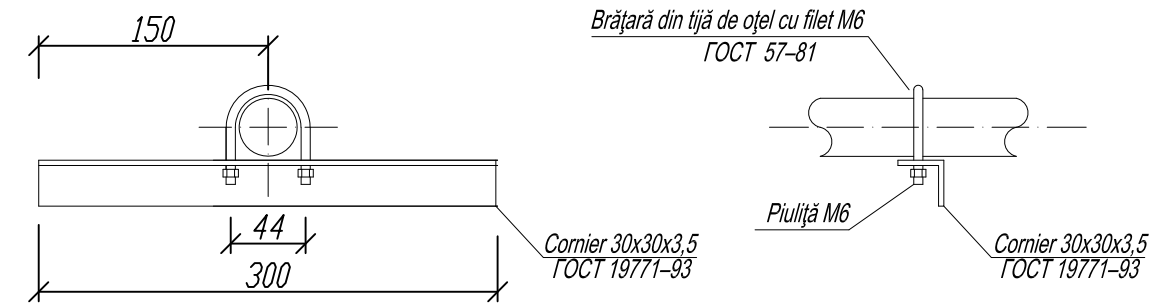 150
44
300
Cornier 30x30x3,5
ГОСТ 19771–93
Brăţară din tijă de oţel cu filet M6
ГОСТ 57–81
Piuliţă M6
Cornier 30x30x3,5
ГОСТ 19771–93